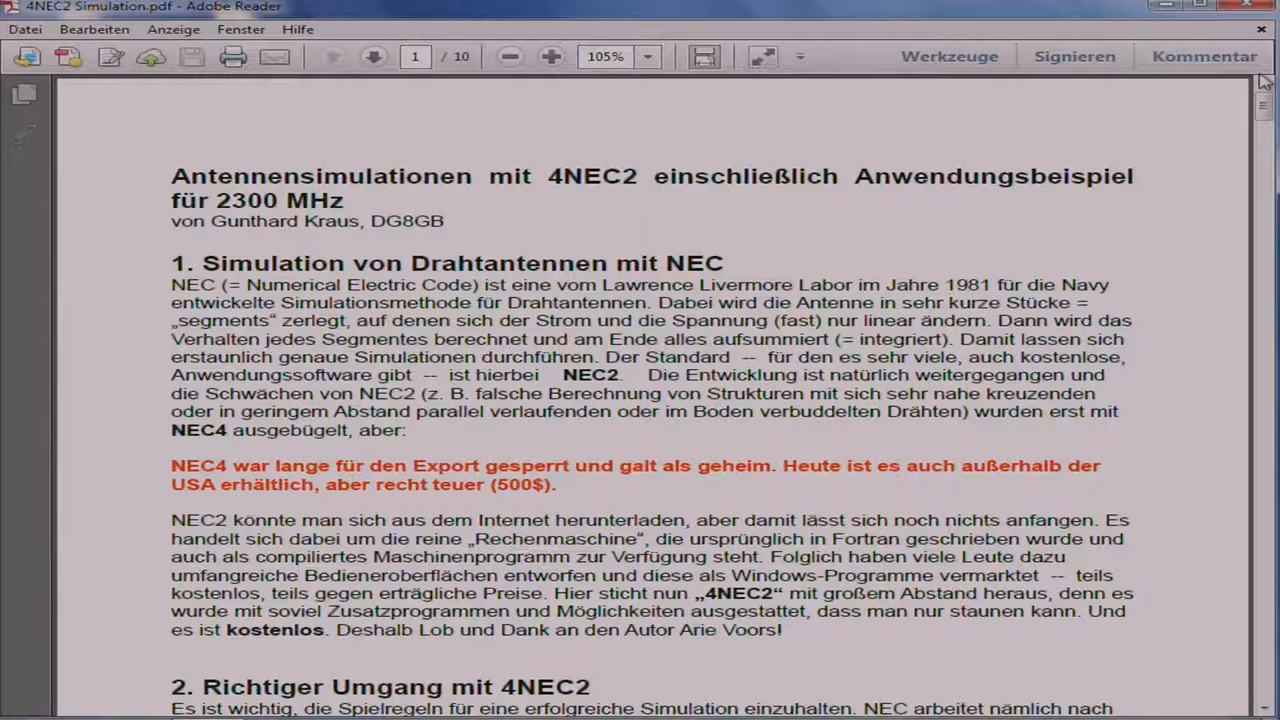 4NEC2 Simulation.pdf - Adobe Reader
Datei Bearbeiten Anzeige Fenster Hilfe
1 / 10 105% Werkzeuge Signieren Kommentar
Antennensimulationen mit 4NEC2 einschließlich Anwendungsbeispiel
für 2300 MHz
von Gunthard Kraus, DG8GB
1. Simulation von Drahtantennen mit NEC
NEC (= Numerical Electric Code) ist eine vom Lawrence Livermore Labor im Jahre 1981 für die Navy
entwickelte Simulationsmethode für Drahtantennen. Dabei wird die Antenne in sehr kurze Stücke =
„segments“ zerlegt, auf denen sich der Strom und die Spannung (fast) nur linear ändern. Dann wird das
Verhalten jedes Segmentes berechnet und am Ende alles aufsummiert (= integriert). Damit lassen sich
erstaunlich genaue Simulationen durchführen. Der Standard -- für den es sehr viele, auch kostenlose,
Anwendungssoftware gibt -- ist hierbei NEC2. Die Entwicklung ist natürlich weitergegangen und
die Schwächen von NEC2 (z. B. falsche Berechnung von Strukturen mit sich sehr nahe kreuzenden
oder in geringem Abstand parallel verlaufenden oder im Boden verbuddelten Drähten) wurden erst mit
NEC4 ausgebügelt, aber:
NEC4 war lange für den Export gesperrt und galt als geheim. Heute ist es auch außerhalb der
USA erhältlich, aber recht teuer (500$).
NEC2 könnte man sich aus dem Internet herunterladen, aber damit lässt sich noch nichts anfangen. Es
handelt sich dabei um die reine „Rechenmaschine“, die ursprünglich in Fortran geschrieben wurde und
auch als compiliertes Maschinenprogramm zur Verfügung steht. Folglich haben viele Leute dazu
umfangreiche Bedieneroberflächen entworfen und diese als Windows-Programme vermarktet -- teils
kostenlos, teils gegen erträgliche Preise. Hier sticht nun „4NEC2“ mit großem Abstand heraus, denn es
wurde mit soviel Zusatzprogrammen und Möglichkeiten ausgestattet, dass man nur staunen kann. Und
es ist kostenlos. Deshalb Lob und Dank an den Autor Arie Voors!
2. Richtiger Umgang mit 4NEC2
Es ist wichtig, die Spielregeln für eine erfolgreiche Simulation einzuhalten. NEC arbeitet nämlich nach